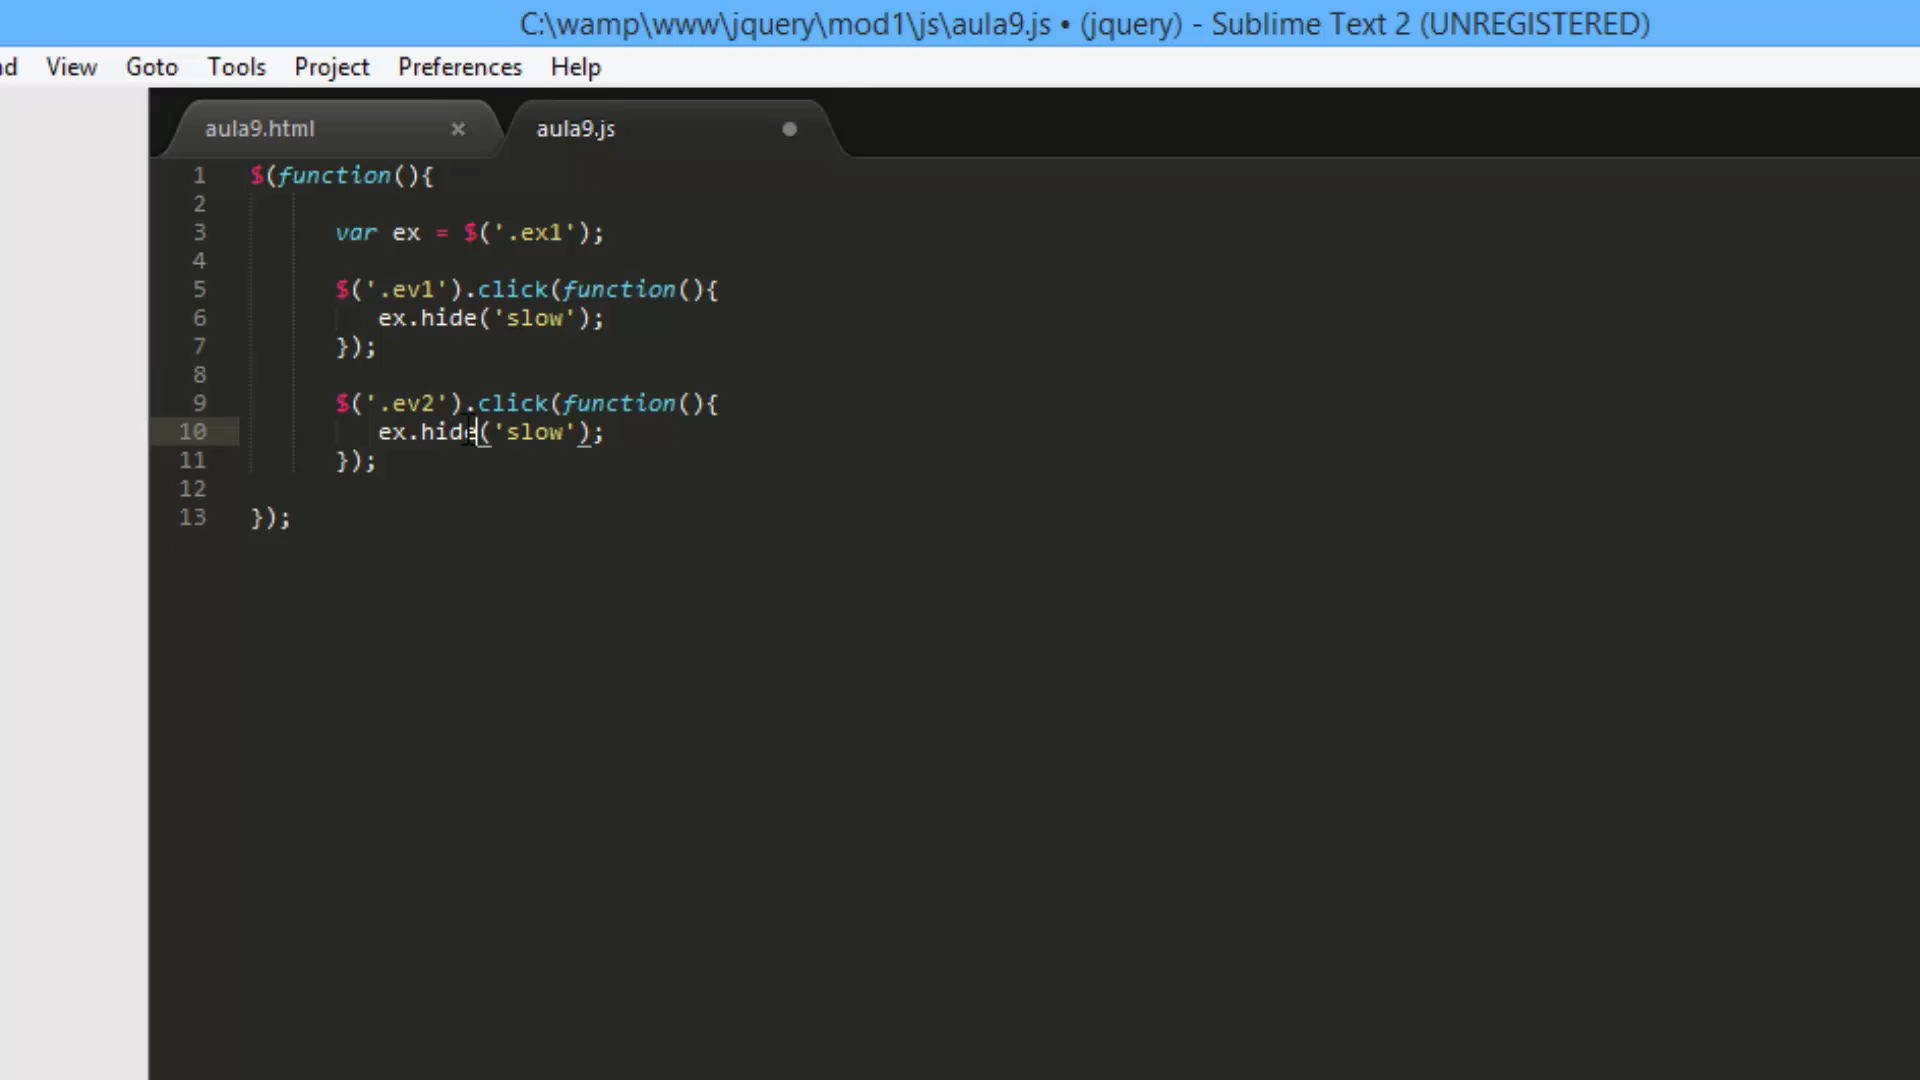 C:\wamp\www\jquery\mod1\js\aula9.js • (jquery) - Sublime Text 2 (UNREGISTERED)
View Goto Tools Project Preferences Help
aula9.html × aula9.js
1 $(function(){
2
3 var ex = $('.ex1');
4
5 $('.ev1').click(function(){
6 ex.hide('slow');
7 });
8
9 $('.ev2').click(function(){
10 ex.hide('slow');
11 });
12
13 });